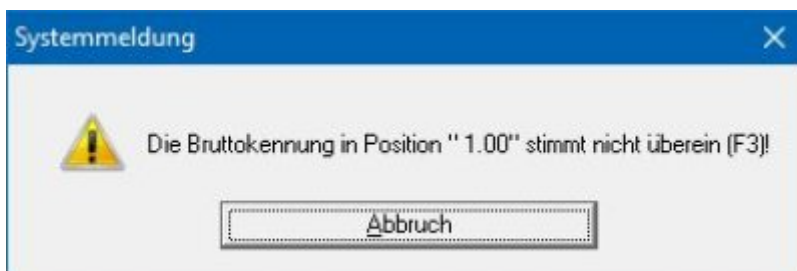 Systemmeldung
Die Bruttokennung in Position " 1.00" stimmt nicht überein (F3)!
Abbruch